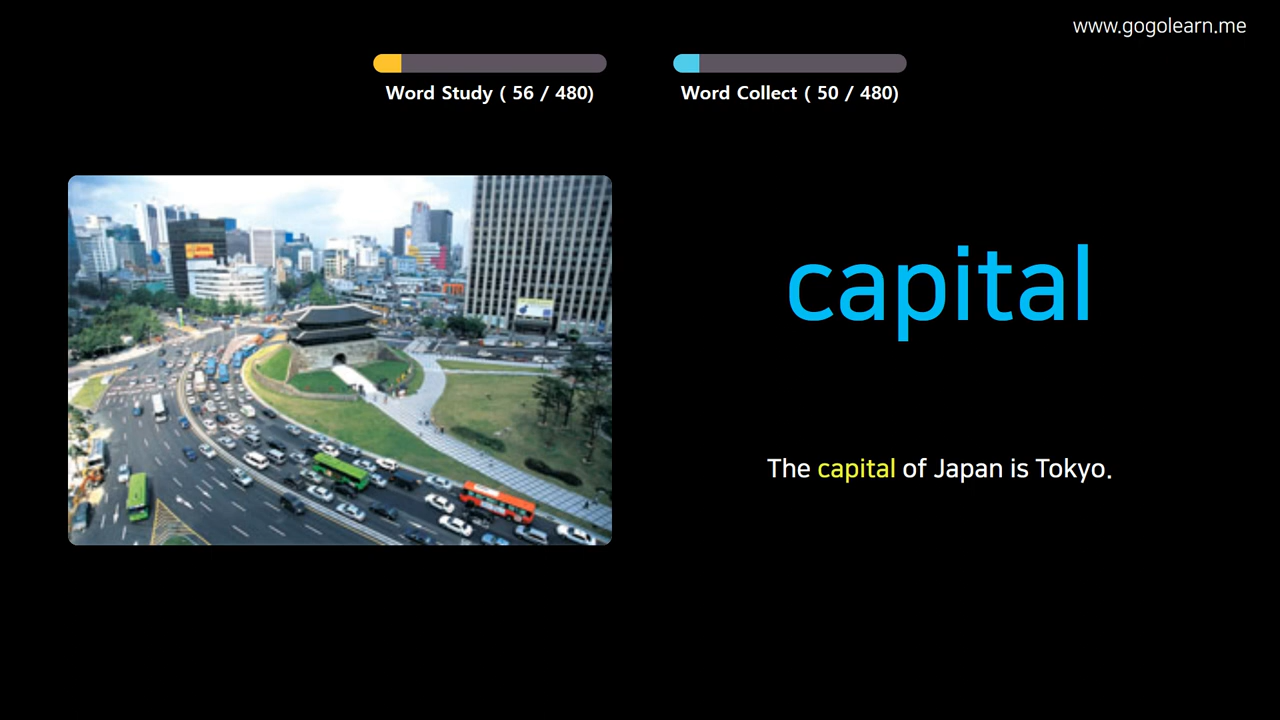 www.gogolearn.me
Word Study ( 56 / 480)
Word Collect ( 50 / 480)
capital
The capital of Japan is Tokyo.